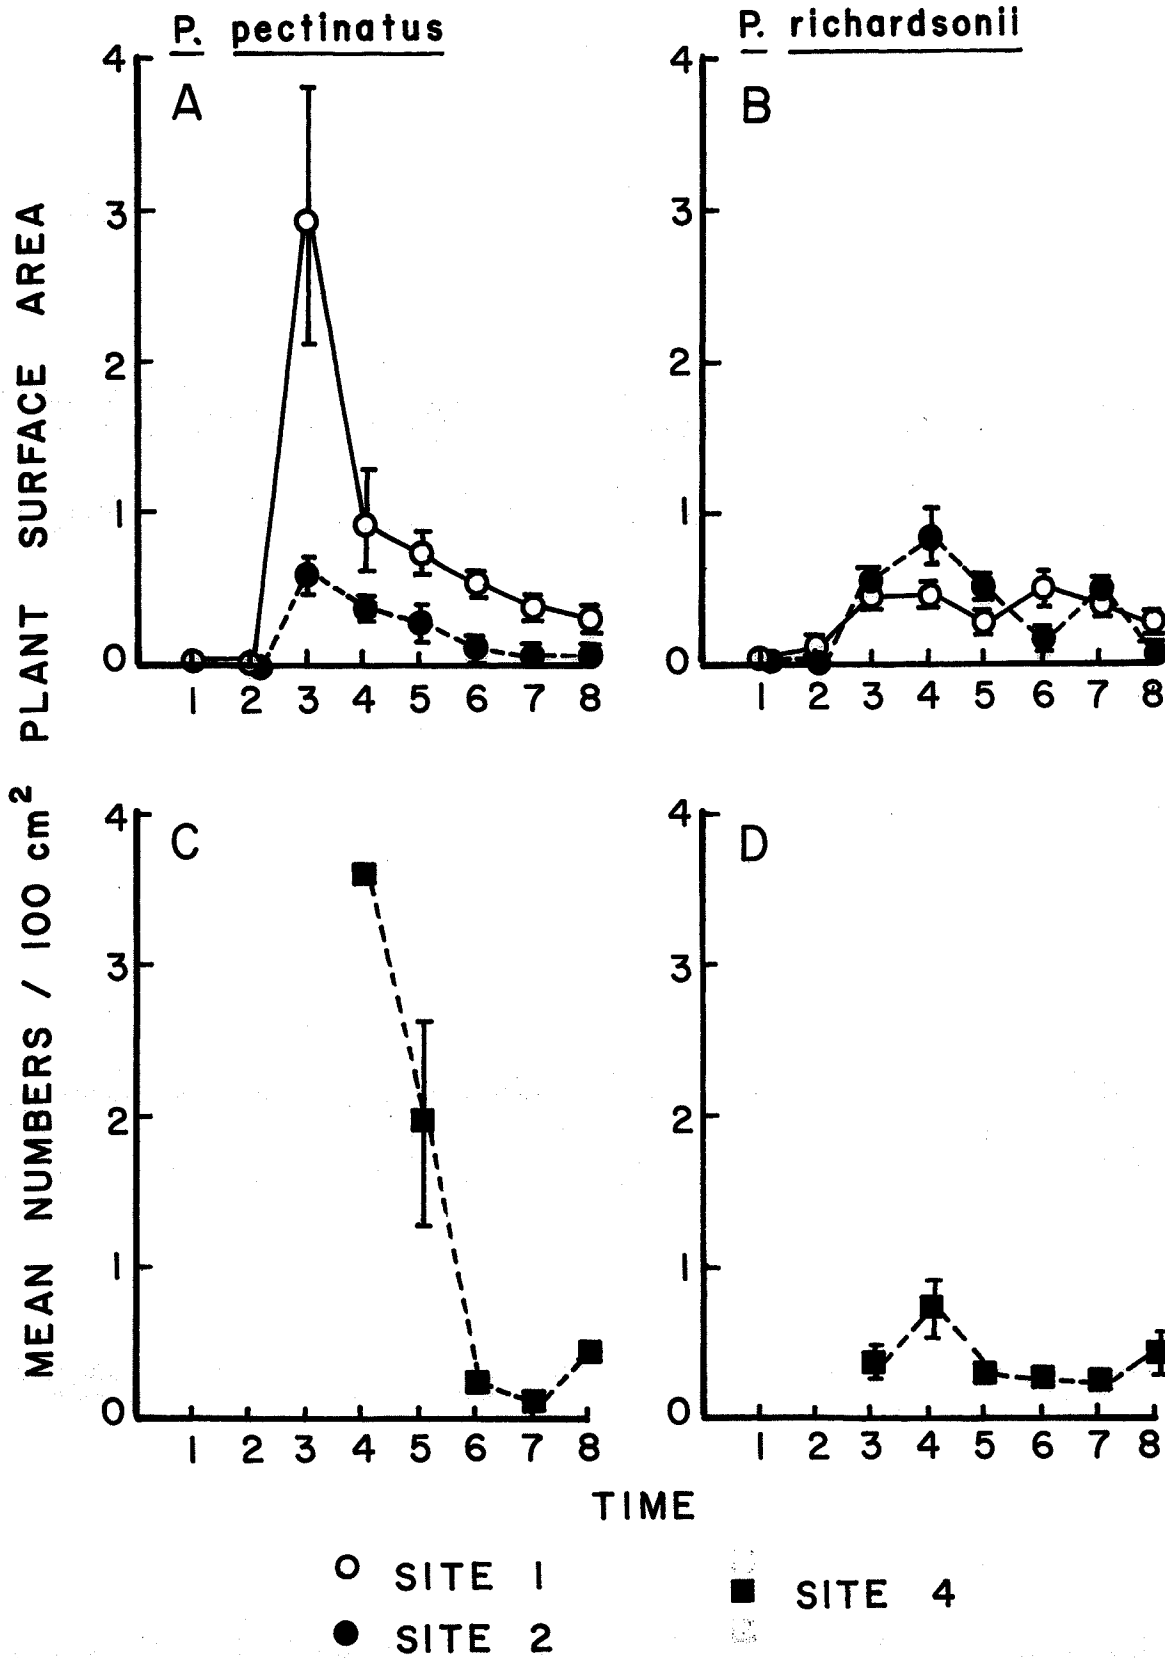 P. pectinatus
P. richardsonii
MEAN NUMBERS / 100 cm² PLANT SURFACE AREA
A
4
3
2
1
0
1 2 3 4 5 6 7 8
B
4
3
2
1
0
1 2 3 4 5 6 7 8
C
4
3
2
1
0
1 2 3 4 5 6 7 8
D
4
3
2
1
0
1 2 3 4 5 6 7 8
TIME
SITE 1
SITE 2
SITE 4